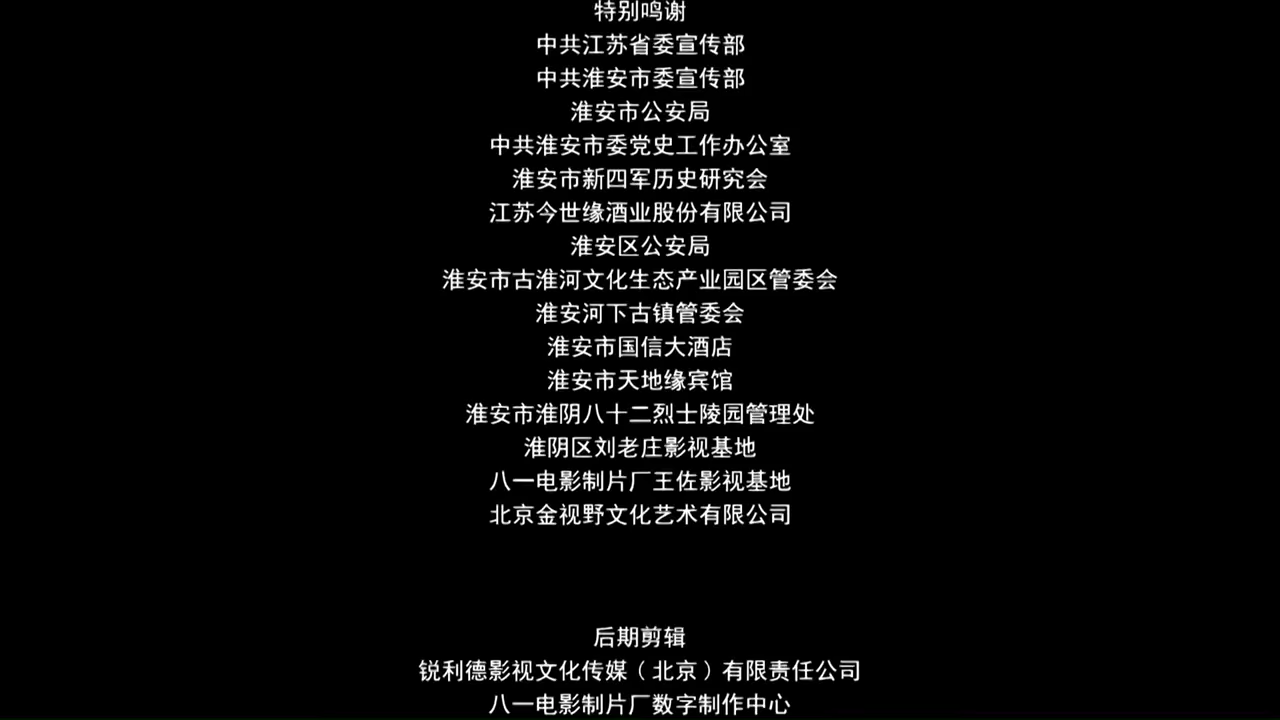 特别鸣谢
中共江苏省委宣传部
中共淮安市委宣传部
淮安市公安局
中共淮安市委党史工作办公室
淮安市新四军历史研究会
江苏今世缘酒业股份有限公司
淮安区公安局
淮安市古淮河文化生态产业园区管委会
淮安河下古镇管委会
淮安市国信大酒店
淮安市天地缘宾馆
淮安市淮阴八十二烈士陵园管理处
淮阴区刘老庄影视基地
八一电影制片厂王佐影视基地
北京金视野文化艺术有限公司
后期剪辑
锐利德影视文化传媒（北京）有限责任公司
八一电影制片厂数字制作中心